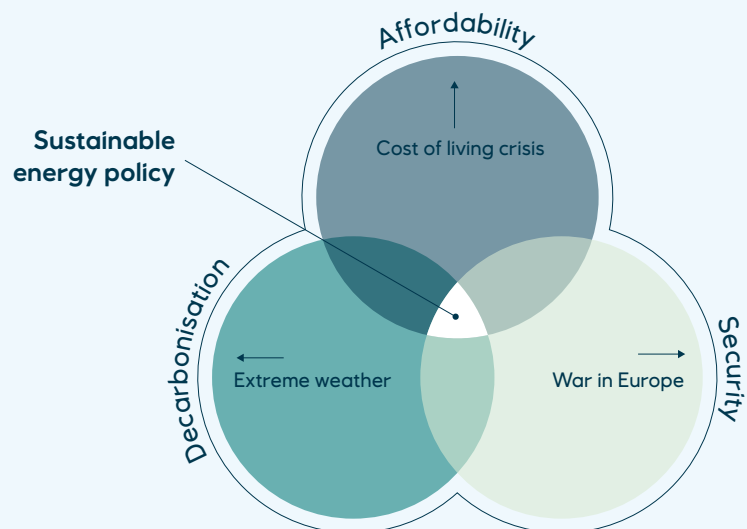 Affordability
Cost of living crisis
Sustainable
energy policy
Decarbonisation
Security
Extreme weather
War in Europe